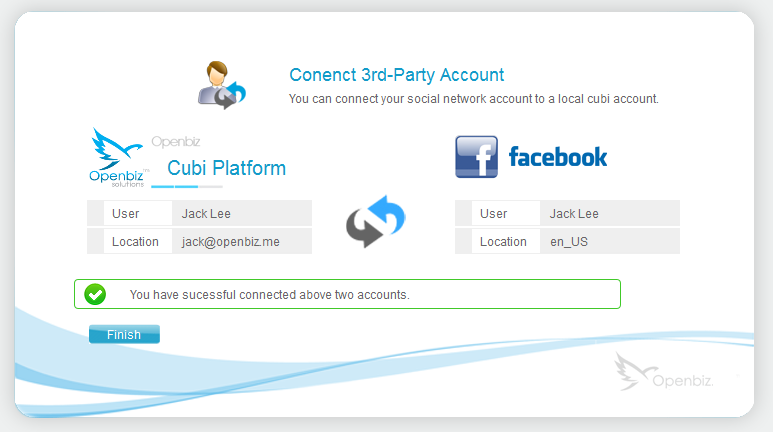 Conenct 3rd-Party Account
You can connect your social network account to a local cubi account.
Openbiz
Openbiz™ Cubi Platform
solutions
f facebook
User Jack Lee
Location jack@openbiz.me
User Jack Lee
Location en_US
You have sucessful connected above two accounts.
Finish
Openbiz.